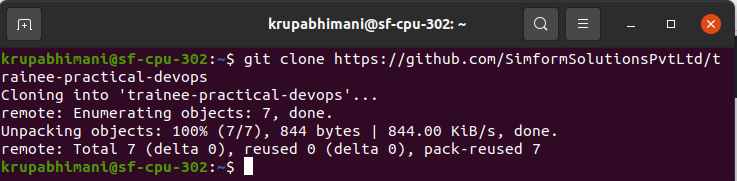 krupabhimani@sf-cpu-302: ~
krupabhimani@sf-cpu-302:~$ git clone https://github.com/SimformSolutionsPvtLtd/t
rainee-practical-devops
Cloning into 'trainee-practical-devops'...
remote: Enumerating objects: 7, done.
Unpacking objects: 100% (7/7), 844 bytes | 844.00 KiB/s, done.
remote: Total 7 (delta 0), reused 0 (delta 0), pack-reused 7
krupabhimani@sf-cpu-302:~$